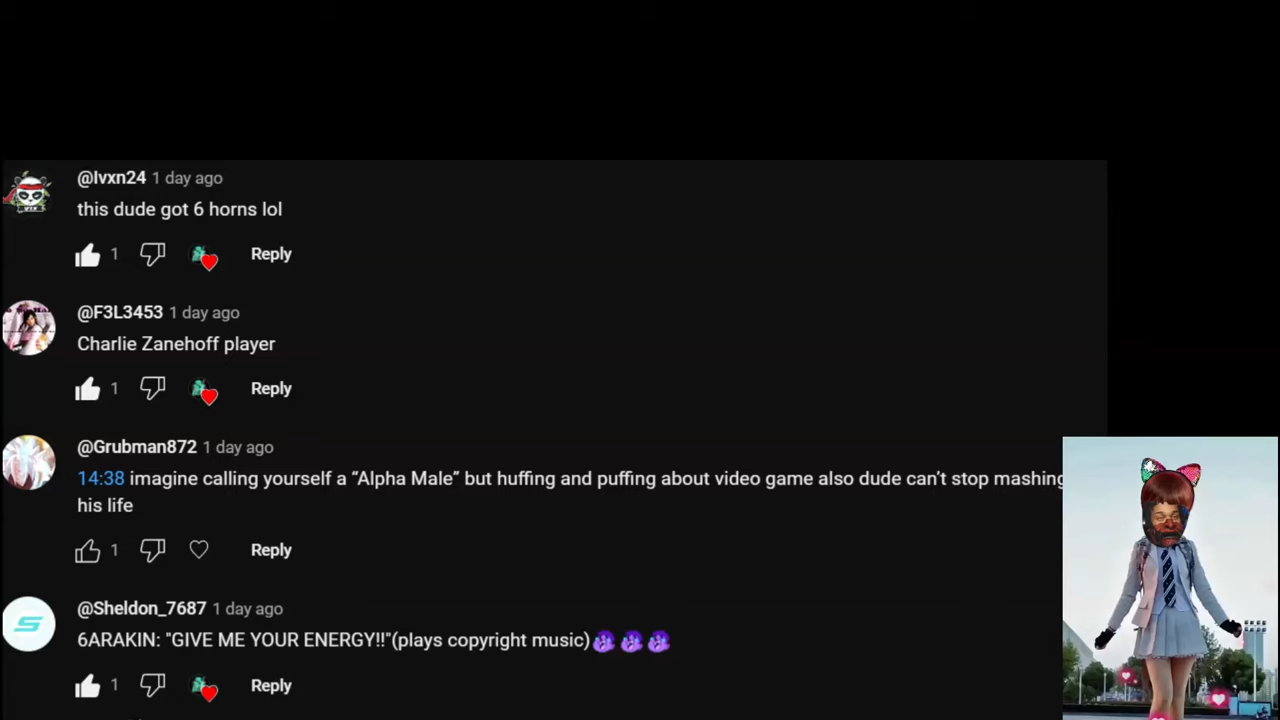 @lvxn24 1 day ago
this dude got 6 horns lol
1 Reply
@F3L3453 1 day ago
Charlie Zanehoff player
1 Reply
@Grubman872 1 day ago
14:38 imagine calling yourself a “Alpha Male” but huffing and puffing about video game also dude can’t stop mashing
his life
1 Reply
@Sheldon_7687 1 day ago
6ARAKIN: "GIVE ME YOUR ENERGY!!"(plays copyright music)
1 Reply